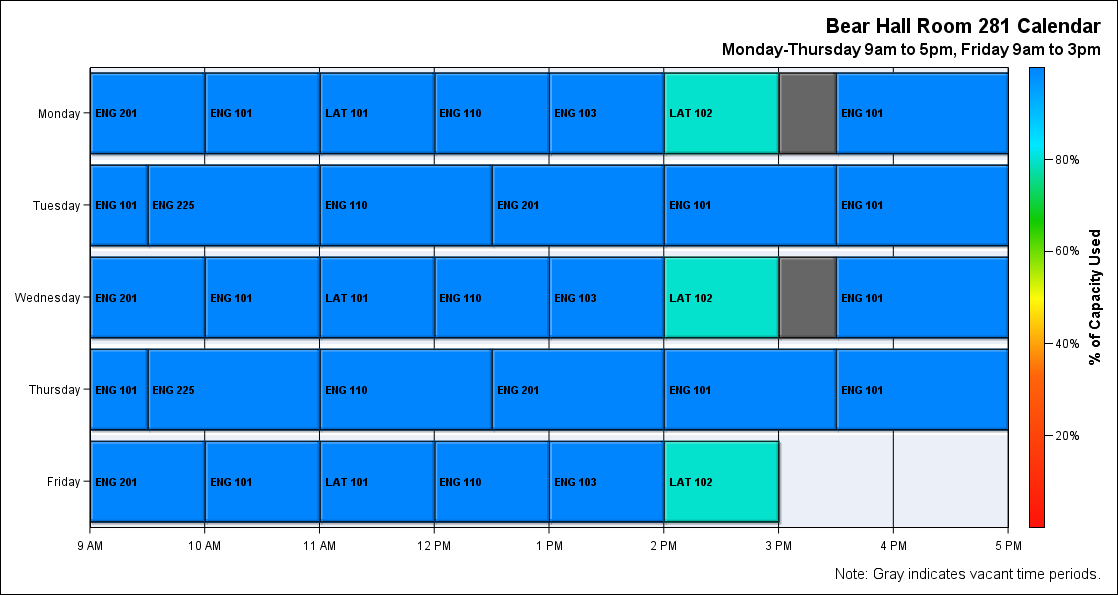 Bear Hall Room 281 Calendar
Monday-Thursday 9am to 5pm, Friday 9am to 3pm
Monday ENG 201 ENG 101 LAT 101 ENG 110 ENG 103 LAT 102 ENG 101
80%
Tuesday ENG 101 ENG 225 ENG 110 ENG 201 ENG 101 ENG 101
60%
Wednesday ENG 201 ENG 101 LAT 101 ENG 110 ENG 103 LAT 102 ENG 101
% of Capacity Used
40%
Thursday ENG 101 ENG 225 ENG 110 ENG 201 ENG 101 ENG 101
20%
Friday ENG 201 ENG 101 LAT 101 ENG 110 ENG 103 LAT 102
9 AM 10 AM 11 AM 12 PM 1 PM 2 PM 3 PM 4 PM 5 PM
Note: Gray indicates vacant time periods.